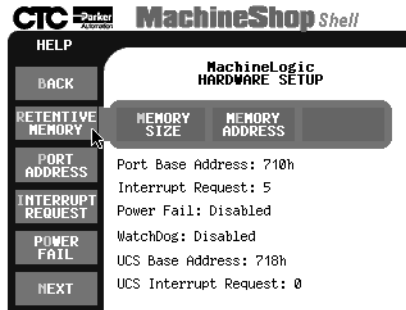 CTC Parker Automation MachineShop Shell
HELP
MachineLogic
HARDWARE SETUP
BACK
RETENTIVE
MEMORY
MEMORY
SIZE
MEMORY
ADDRESS
PORT
ADDRESS
INTERRUPT
REQUEST
POWER
FAIL
NEXT
Port Base Address: 710h
Interrupt Request: 5
Power Fail: Disabled
WatchDog: Disabled
UCS Base Address: 718h
UCS Interrupt Request: 0